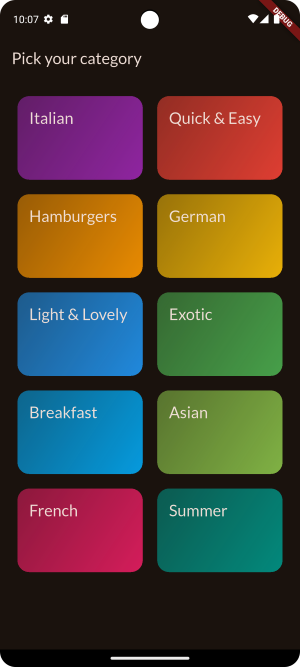 10:07
DEBUG
Pick your category
Italian
Quick & Easy
Hamburgers
German
Light & Lovely
Exotic
Breakfast
Asian
French
Summer